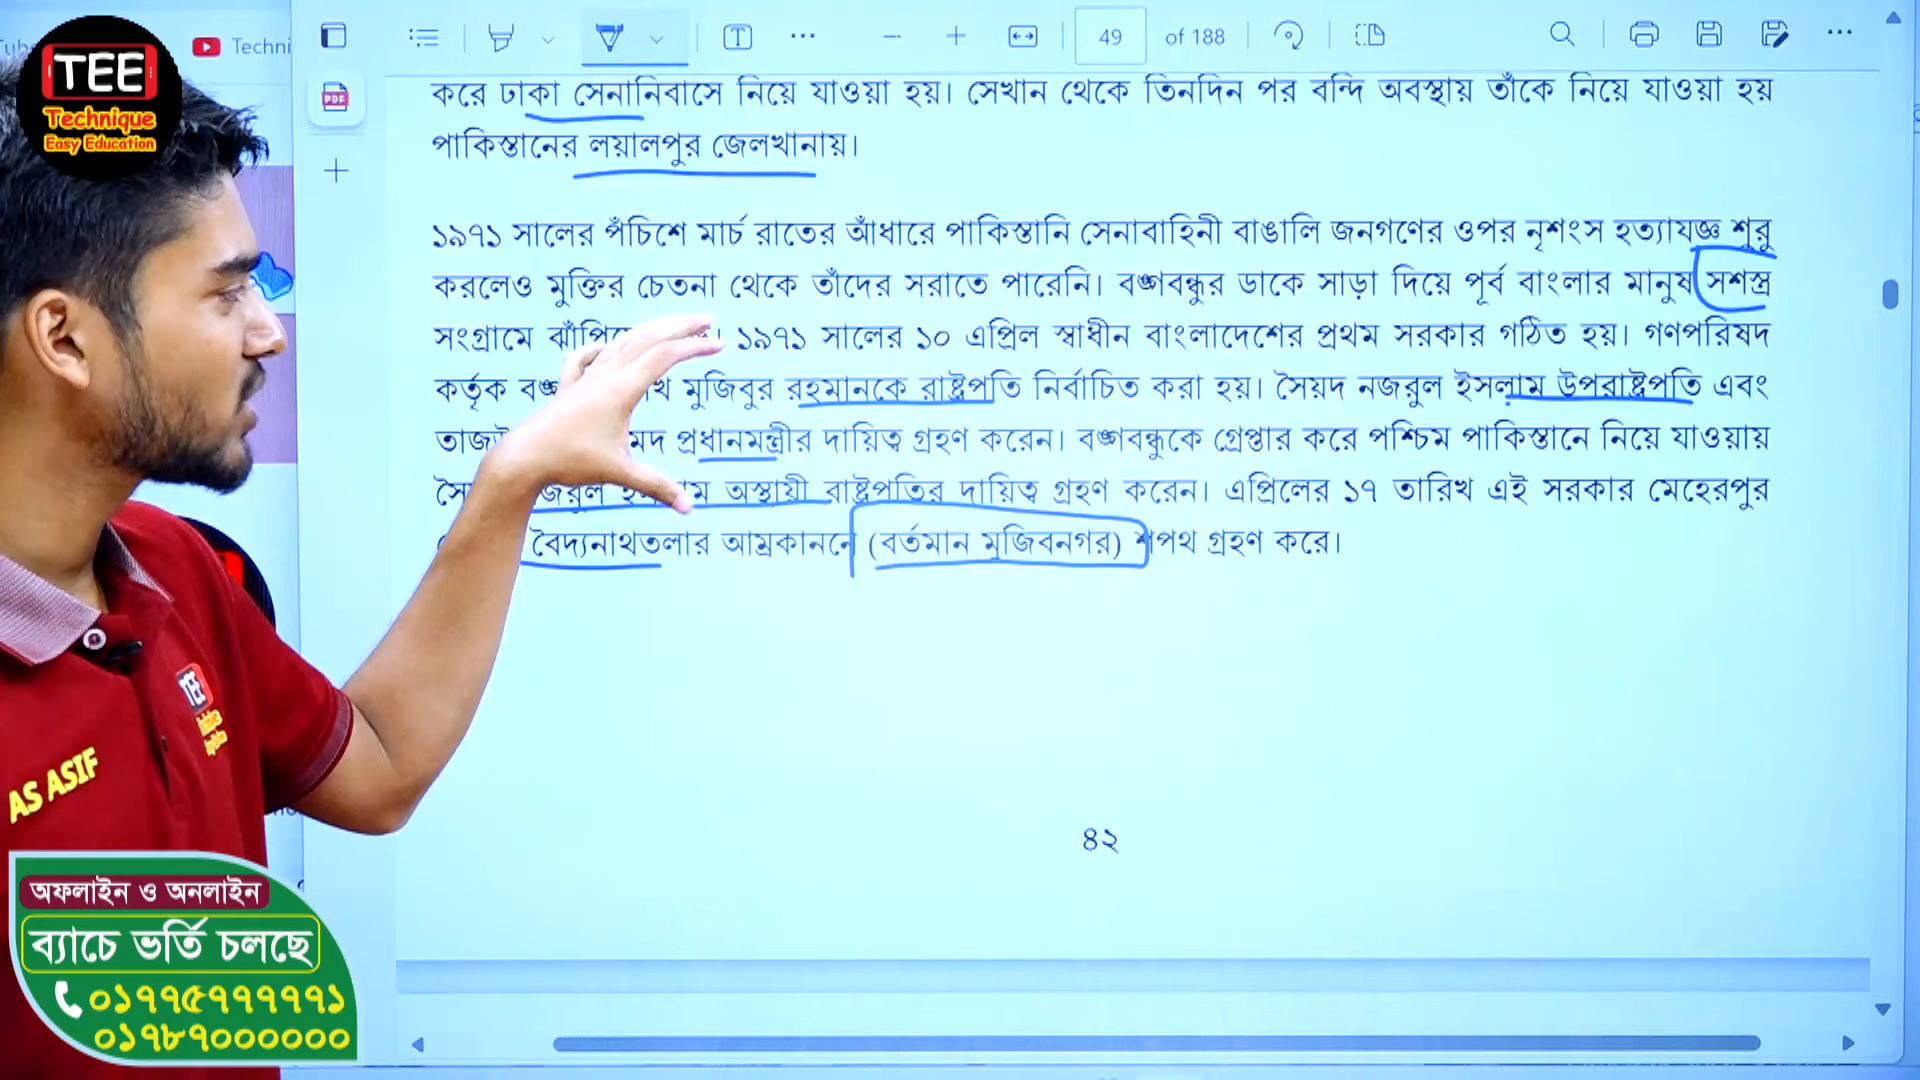 TEE
Technique
Easy Education
Techni
49 of 188
করে ঢাকা সেনানিবাসে নিয়ে যাওয়া হয়। সেখান থেকে তিনদিন পর বন্দি অবস্থায় তাঁকে নিয়ে যাওয়া হয়
পাকিস্তানের লয়ালপুর জেলখানায়।
১৯৭১ সালের পঁচিশে মার্চ রাতের আঁধারে পাকিস্তানি সেনাবাহিনী বাঙালি জনগণের ওপর নৃশংস হত্যাযজ্ঞ শুরু
করলেও মুক্তির চেতনা থেকে তাঁদের সরাতে পারেনি। বঙ্গবন্ধুর ডাকে সাড়া দিয়ে পূর্ব বাংলার মানুষ সশস্ত্র
সংগ্রামে ১৯৭১ সালের ১০ এপ্রিল স্বাধীন বাংলাদেশের প্রথম সরকার গঠিত হয়। গণপরিষদ
কর্তৃক মুজিবুর রহমানকে রাষ্ট্রপতি নির্বাচিত করা হয়। সৈয়দ নজরুল ইসলাম উপরাষ্ট্রপতি এবং
প্রধানমন্ত্রীর দায়িত্ব গ্রহণ করেন। বঙ্গবন্ধুকে গ্রেপ্তার করে পশ্চিম পাকিস্তানে নিয়ে যাওয়ায়
অস্থায়ী রাষ্ট্রপতির দায়িত্ব গ্রহণ করেন। এপ্রিলের ১৭ তারিখ এই সরকার মেহেরপুর
বৈদ্যনাথতলার আম্রকাননে (বর্তমান মুজিবনগর) শপথ গ্রহণ করে।
৪২
TEE
AS ASIF
অফলাইন ও অনলাইন
ব্যাচে ভর্তি চলছে
০১৭৭৫৭৭৭৭৭১
০১৭৮৭০০০০০০